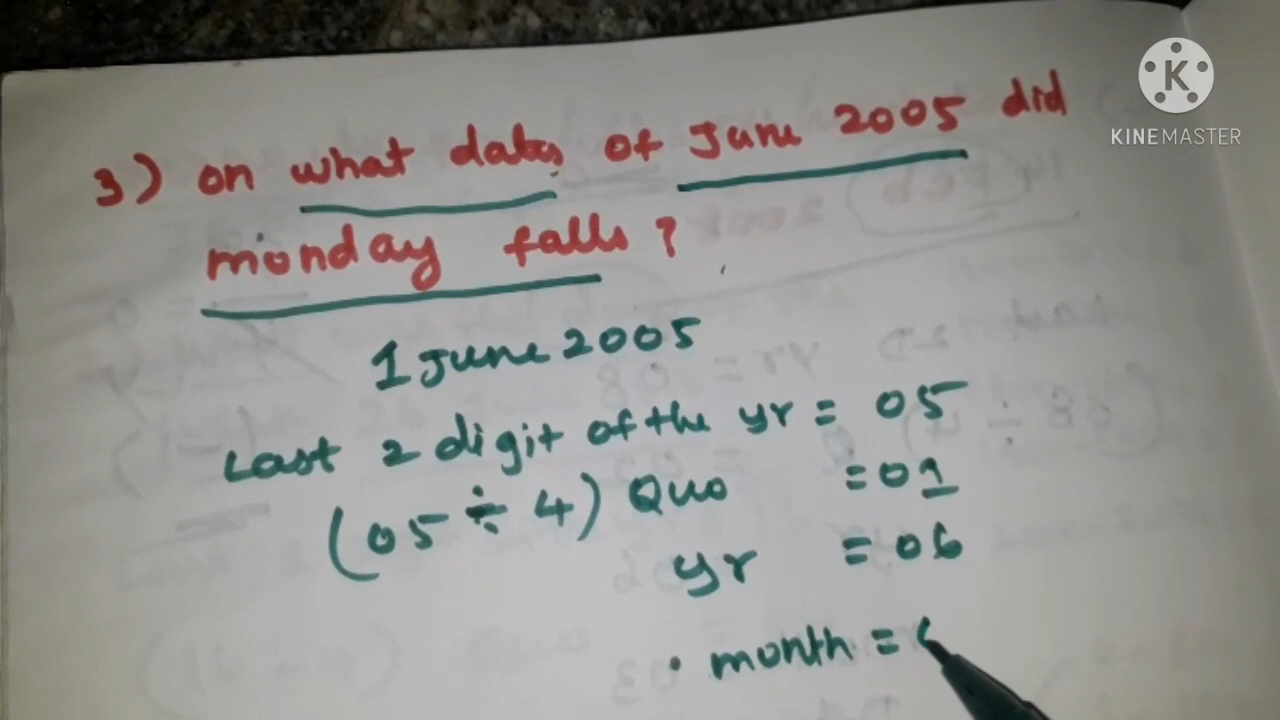 3) on what dates of June 2005 did
monday falls?
1 June 2005
Last 2 digit of the yr = 05
(05 ÷ 4) Quo = 01
yr = 06
month =
K
KINEMASTER